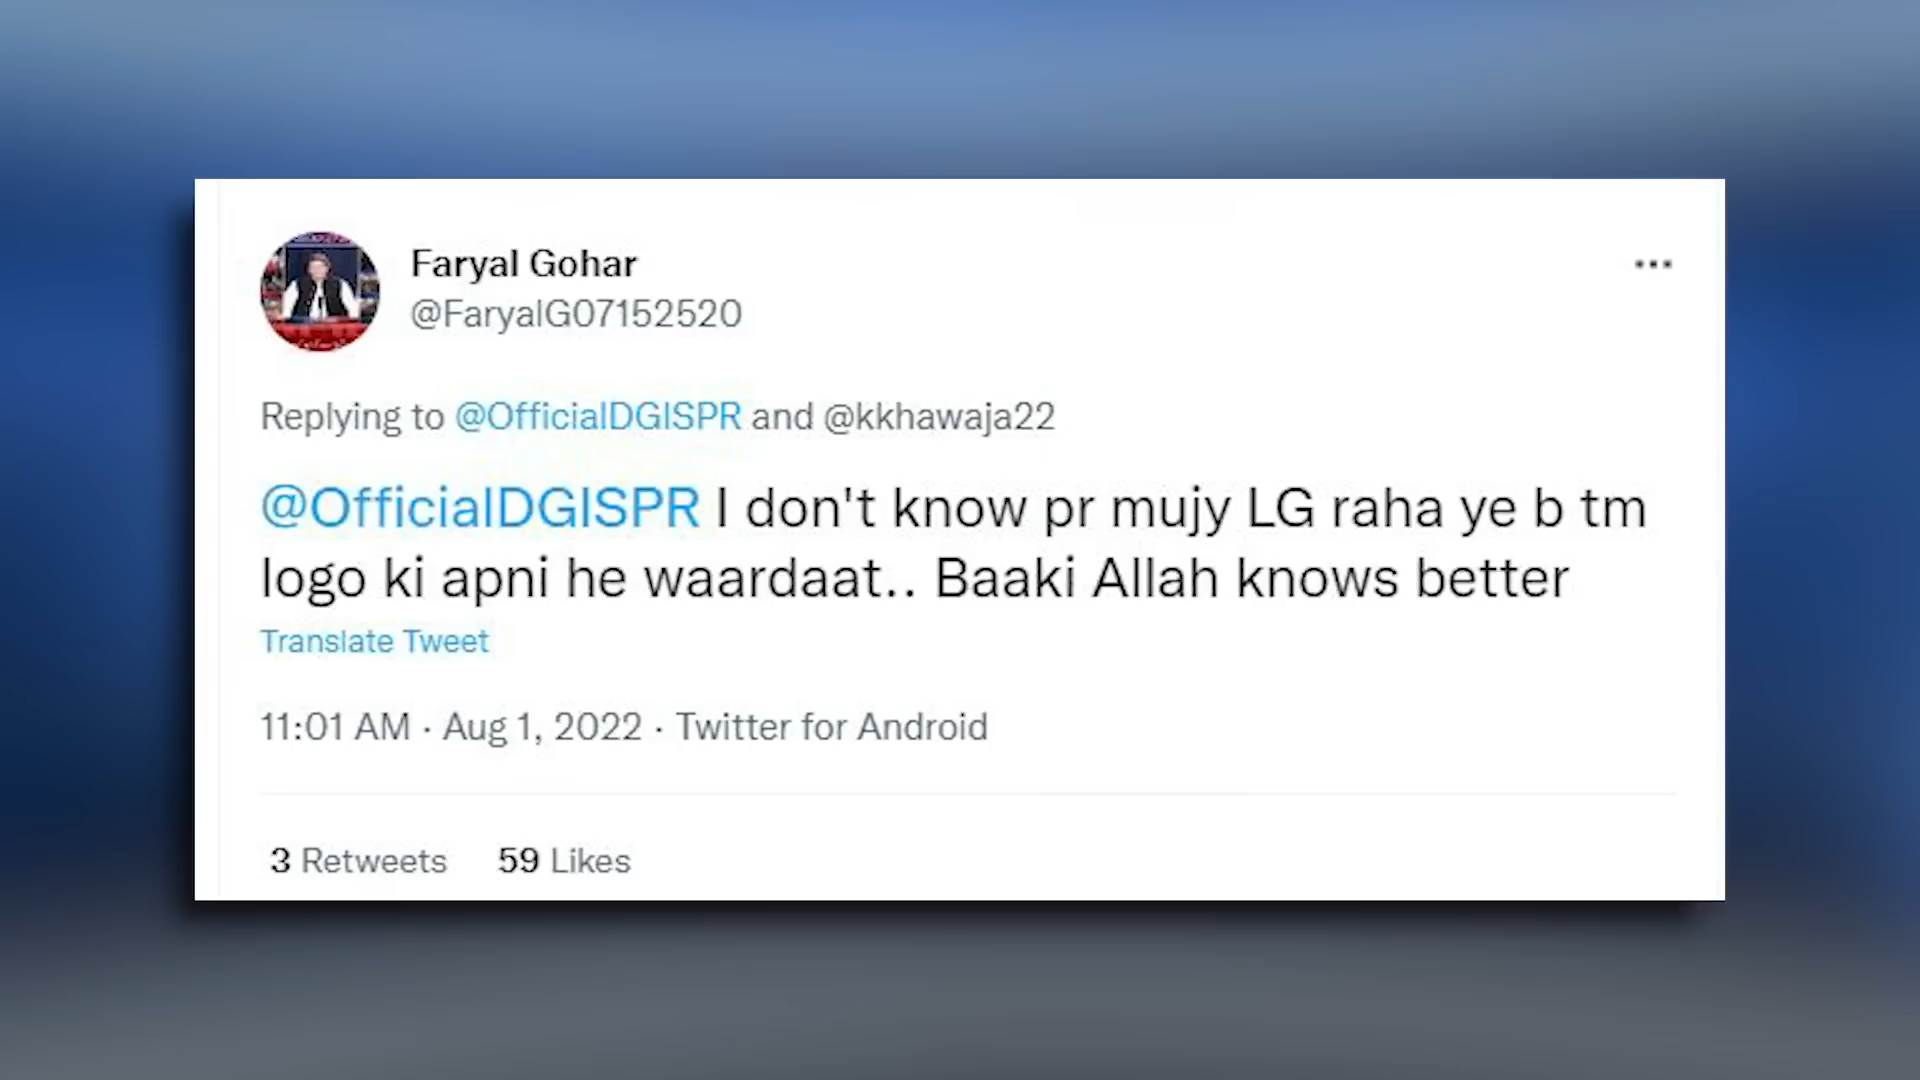 Faryal Gohar
@FaryalG07152520
Replying to @OfficialDGISPR and @kkhawaja22
@OfficialDGISPR I don't know pr mujy LG raha ye b tm
logo ki apni he waardaat.. Baaki Allah knows better
Translate Tweet
11:01 AM · Aug 1, 2022 · Twitter for Android
3 Retweets 59 Likes